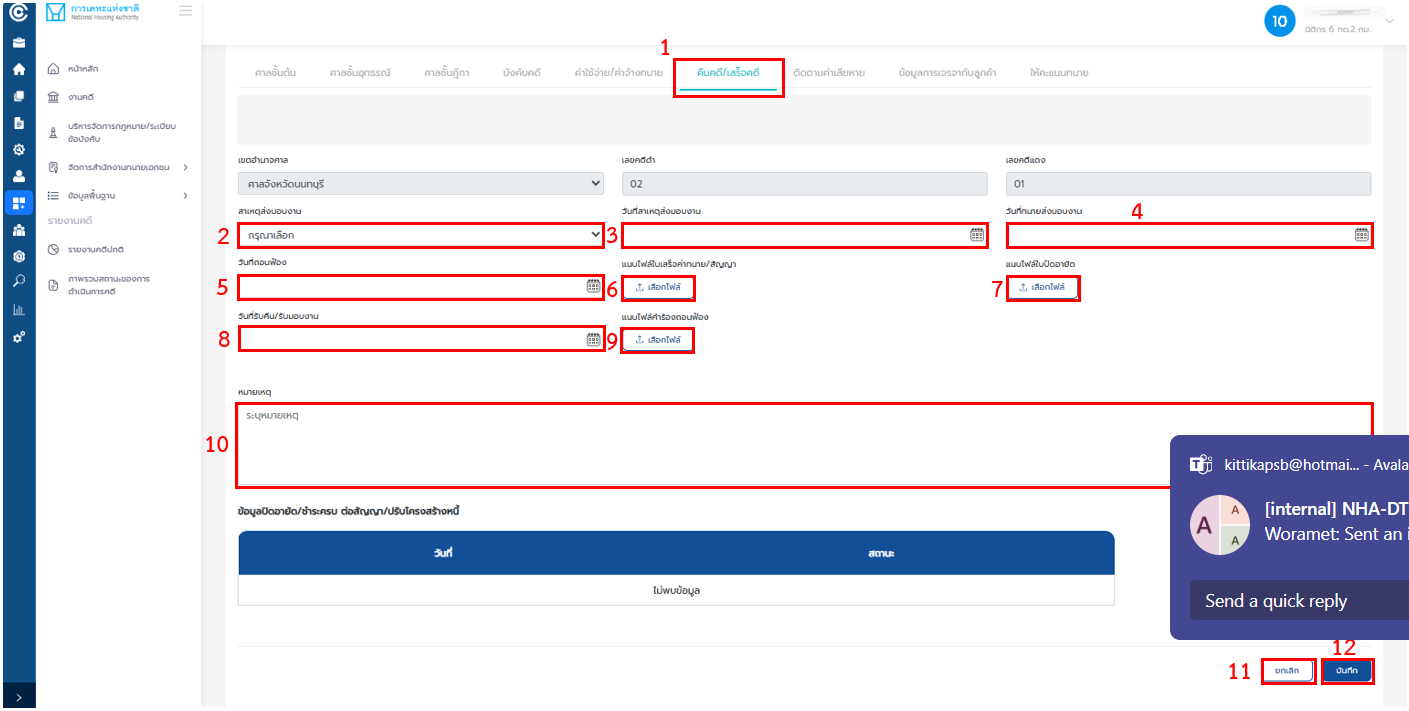 การเคหะแห่งชาติ
National Housing Authority
10
นิติกร 6 กด.2 กม.
หน้าหลัก
งานคดี
บริหารจัดการกฎหมาย/ระเบียบ
ข้อบังคับ
จัดการสำนักงานทนายเอกชน
ข้อมูลพื้นฐาน
รายงานคดี
รายงานคดีปกติ
ภาพรวมสถานะของการ
ดำเนินการคดี
1
ศาลชั้นต้น ศาลชั้นอุทธรณ์ ศาลชั้นฎีกา บังคับคดี ค่าใช้จ่าย/ค่าจ้างทนาย คืนคดี/เสร็จคดี ติดตามค่าเสียหาย ข้อมูลการเจรจากับลูกค้า ให้คะแนนทนาย
เขตอำนาจศาล เลขคดีดำ เลขคดีแดง
ศาลจังหวัดนนทบุรี 02 01
สาเหตุส่งมอบงาน วันที่สาเหตุส่งมอบงาน วันที่ทนายส่งมอบงาน 4
2 กรุณาเลือก 3
วันที่ถอนฟ้อง แนบไฟล์ใบเสร็จค่าทนาย/สัญญา แนบไฟล์ใบปิดอายัด
5 6 เลือกไฟล์ 7 เลือกไฟล์
วันที่รับคืน/รับมอบงาน แนบไฟล์คำร้องถอนฟ้อง
8 9 เลือกไฟล์
หมายเหตุ
ระบุหมายเหตุ
10
kittikapsb@hotmai... - Avala
A A A
[internal] NHA-DT
Woramet: Sent an i
Send a quick reply
ข้อมูลปิดอายัด/ชำระครบ ต่อสัญญา/ปรับโครงสร้างหนี้
วันที่ สถานะ
ไม่พบข้อมูล
12
11 ยกเลิก บันทึก